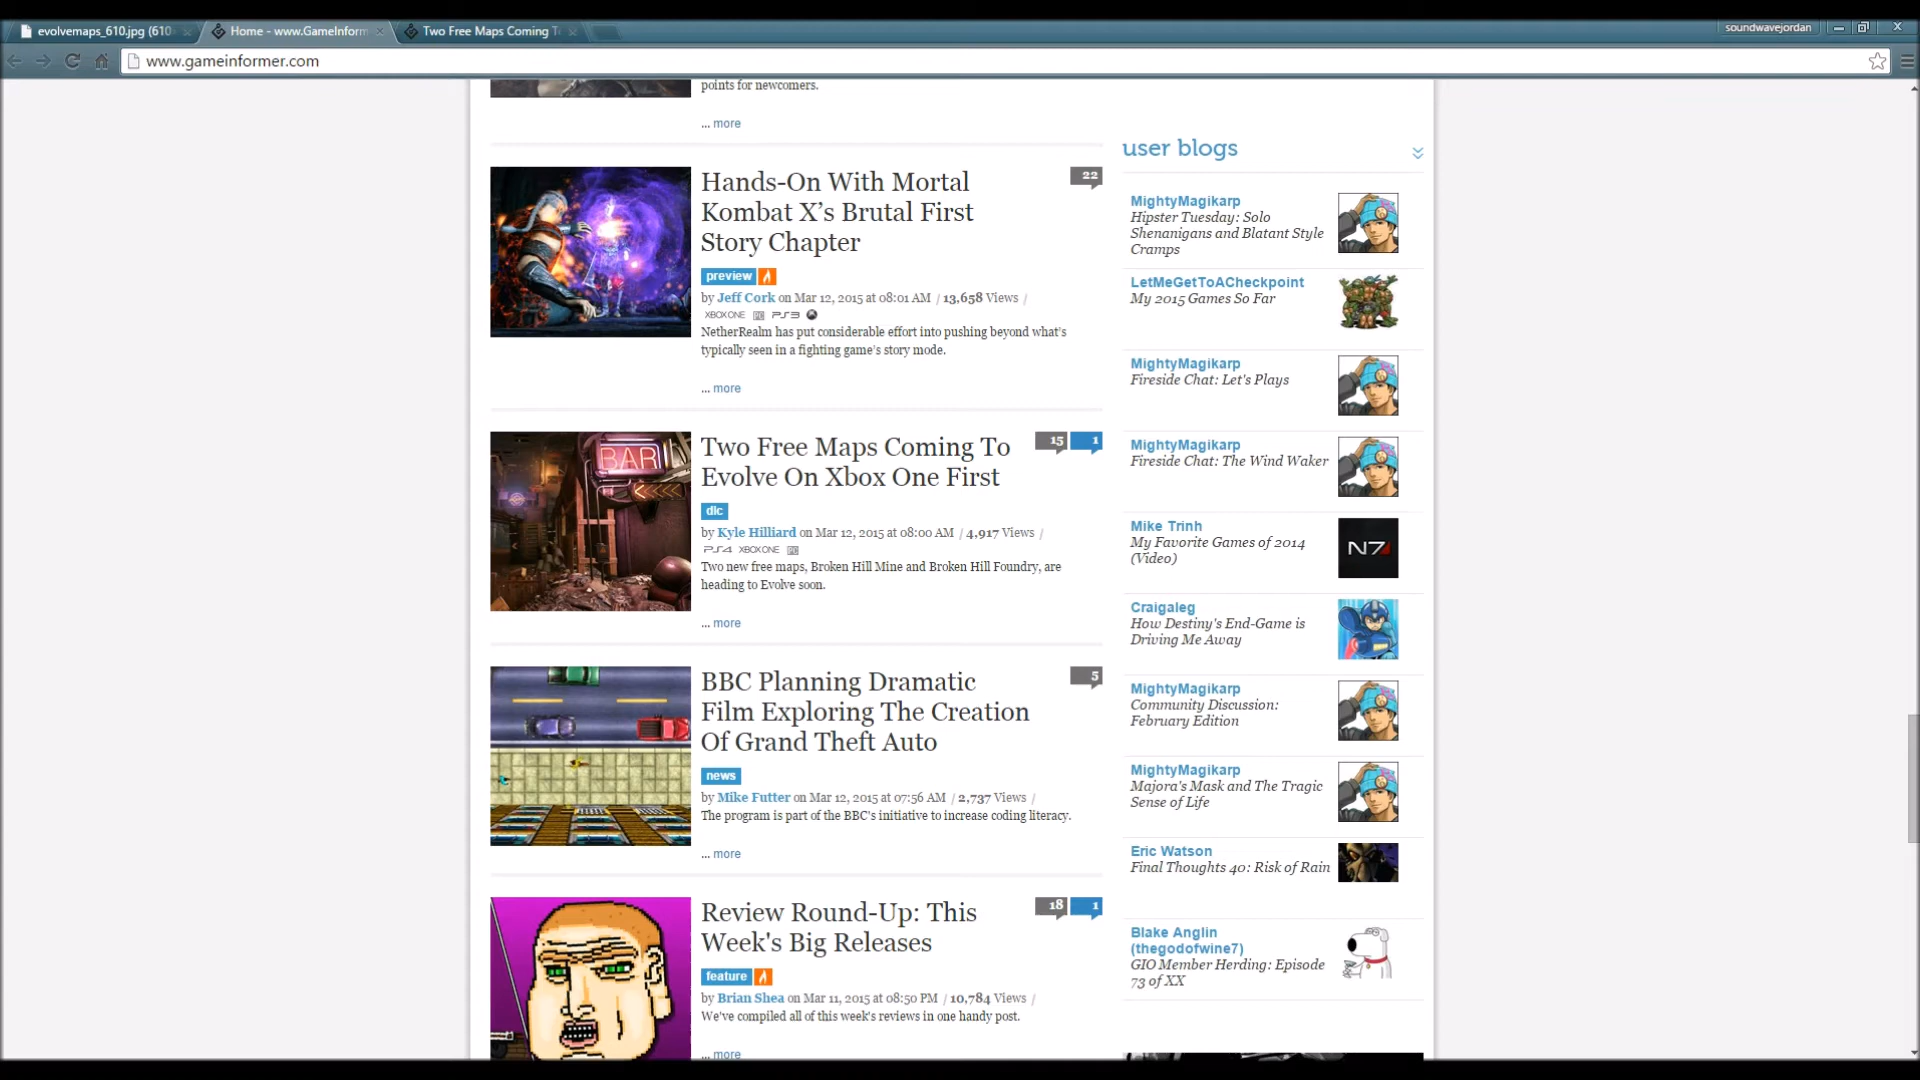 evolvemaps_610.jpg (610
Home - www.GameInform
Two Free Maps Coming T
soundwavejordan
www.gameinformer.com
points for newcomers.
... more
Hands-On With Mortal
Kombat X’s Brutal First
Story Chapter
22
preview
by Jeff Cork on Mar 12, 2015 at 08:01 AM / 13,658 Views /
XBOX ONE PS3
NetherRealm has put considerable effort into pushing beyond what’s
typically seen in a fighting game’s story mode.
... more
BAR
Two Free Maps Coming To
Evolve On Xbox One First
15 1
dlc
by Kyle Hilliard on Mar 12, 2015 at 08:00 AM / 4,917 Views /
PS4 XBOX ONE
Two new free maps, Broken Hill Mine and Broken Hill Foundry, are
heading to Evolve soon.
... more
BBC Planning Dramatic
Film Exploring The Creation
Of Grand Theft Auto
5
news
by Mike Futter on Mar 12, 2015 at 07:56 AM / 2,737 Views /
The program is part of the BBC's initiative to increase coding literacy.
... more
Review Round-Up: This
Week's Big Releases
18 1
feature
by Brian Shea on Mar 11, 2015 at 08:50 PM / 10,784 Views /
We've compiled all of this week's reviews in one handy post.
... more
user blogs
MightyMagikarp
Hipster Tuesday: Solo
Shenanigans and Blatant Style
Cramps
LetMeGetToACheckpoint
My 2015 Games So Far
MightyMagikarp
Fireside Chat: Let's Plays
MightyMagikarp
Fireside Chat: The Wind Waker
Mike Trinh
My Favorite Games of 2014
(Video)
N7
Craigaleg
How Destiny's End-Game is
Driving Me Away
MightyMagikarp
Community Discussion:
February Edition
MightyMagikarp
Majora's Mask and The Tragic
Sense of Life
Eric Watson
Final Thoughts 40: Risk of Rain
Blake Anglin
(thegodofwine7)
GIO Member Herding: Episode
73 of XX